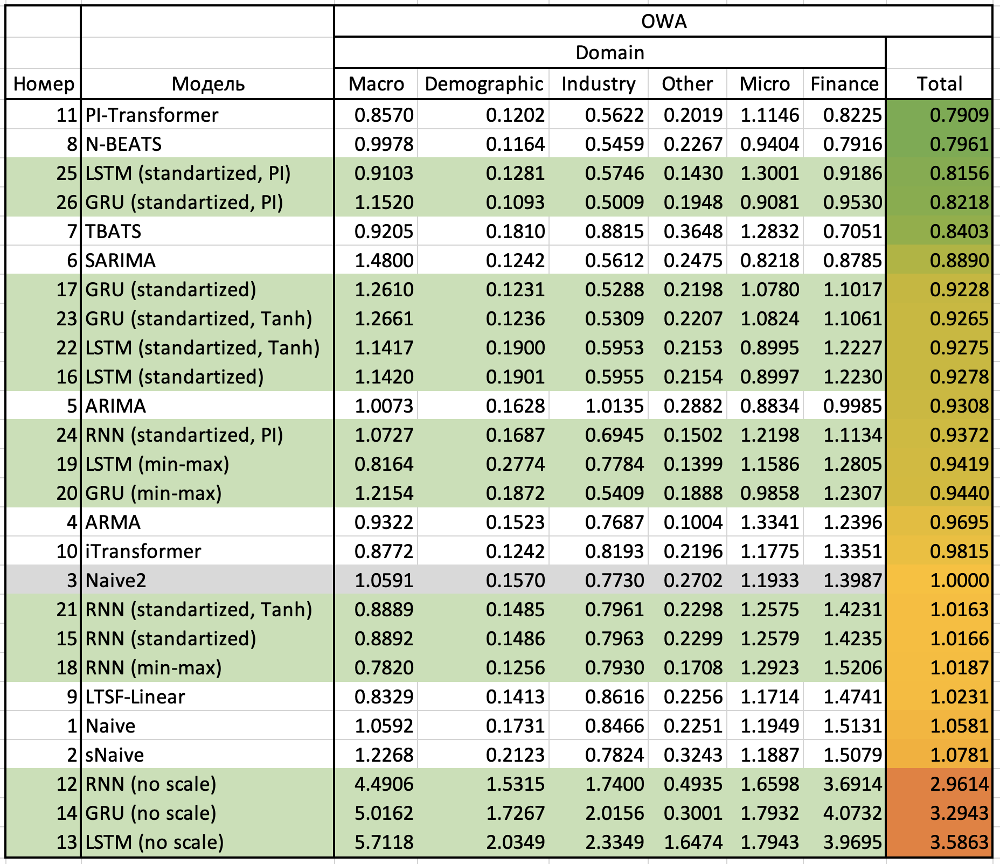 OWA
Domain
Номер Модель Macro Demographic Industry Other Micro Finance Total
11 PI-Transformer 0.8570 0.1202 0.5622 0.2019 1.1146 0.8225 0.7909
8 N-BEATS 0.9978 0.1164 0.5459 0.2267 0.9404 0.7916 0.7961
25 LSTM (standartized, PI) 0.9103 0.1281 0.5746 0.1430 1.3001 0.9186 0.8156
26 GRU (standartized, PI) 1.1520 0.1093 0.5009 0.1948 0.9081 0.9530 0.8218
7 TBATS 0.9205 0.1810 0.8815 0.3648 1.2832 0.7051 0.8403
6 SARIMA 1.4800 0.1242 0.5612 0.2475 0.8218 0.8785 0.8890
17 GRU (standartized) 1.2610 0.1231 0.5288 0.2198 1.0780 1.1017 0.9228
23 GRU (standartized, Tanh) 1.2661 0.1236 0.5309 0.2207 1.0824 1.1061 0.9265
22 LSTM (standartized, Tanh) 1.1417 0.1900 0.5953 0.2153 0.8995 1.2227 0.9275
16 LSTM (standartized) 1.1420 0.1901 0.5955 0.2154 0.8997 1.2230 0.9278
5 ARIMA 1.0073 0.1628 1.0135 0.2882 0.8834 0.9985 0.9308
24 RNN (standartized, PI) 1.0727 0.1687 0.6945 0.1502 1.2198 1.1134 0.9372
19 LSTM (min-max) 0.8164 0.2774 0.7784 0.1399 1.1586 1.2805 0.9419
20 GRU (min-max) 1.2154 0.1872 0.5409 0.1888 0.9858 1.2307 0.9440
4 ARMA 0.9322 0.1523 0.7687 0.1004 1.3341 1.2396 0.9695
10 iTransformer 0.8772 0.1242 0.8193 0.2196 1.1775 1.3351 0.9815
3 Naive2 1.0591 0.1570 0.7730 0.2702 1.1933 1.3987 1.0000
21 RNN (standartized, Tanh) 0.8889 0.1485 0.7961 0.2298 1.2575 1.4231 1.0163
15 RNN (standartized) 0.8892 0.1486 0.7963 0.2299 1.2579 1.4235 1.0166
18 RNN (min-max) 0.7820 0.1256 0.7930 0.1708 1.2923 1.5206 1.0187
9 LTSF-Linear 0.8329 0.1413 0.8616 0.2256 1.1714 1.4741 1.0231
1 Naive 1.0592 0.1731 0.8466 0.2251 1.1949 1.5131 1.0581
2 sNaive 1.2268 0.2123 0.7824 0.3243 1.1887 1.5079 1.0781
12 RNN (no scale) 4.4906 1.5315 1.7400 0.4935 1.6598 3.6914 2.9614
14 GRU (no scale) 5.0162 1.7267 2.0156 0.3001 1.7932 4.0732 3.2943
13 LSTM (no scale) 5.7118 2.0349 2.3349 1.6474 1.7943 3.9695 3.5863